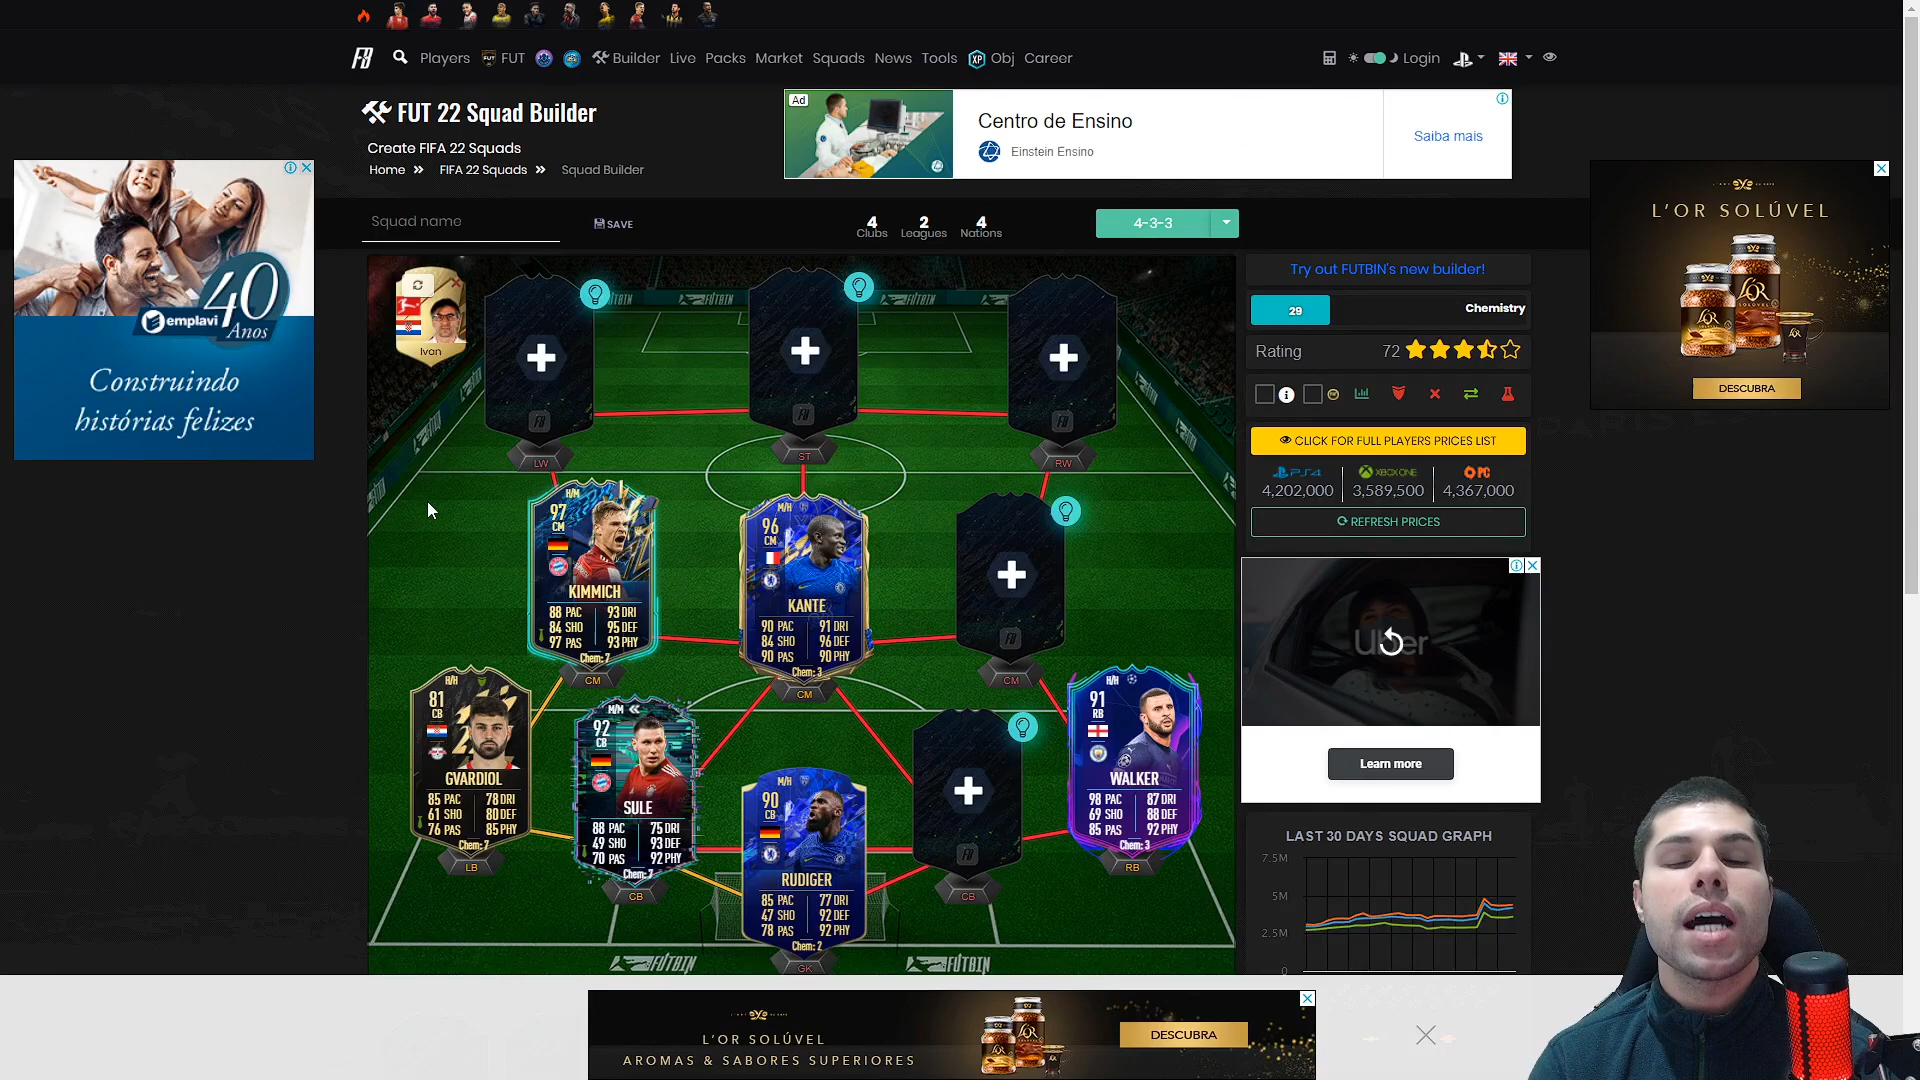 Players FUT Builder Live Packs Market Squads News Tools XP Obj Career Login
FUT 22 Squad Builder
Create FIFA 22 Squads
Home » FIFA 22 Squads » Squad Builder
Ad
Centro de Ensino
Einstein Ensino
Saiba mais
emplavi
40
Anos
Construindo
histórias felizes
L'OR SOLÚVEL
DESCUBRA
Squad name
SAVE
4 Clubs
2 Leagues
4 Nations
4-3-3
Try out FUTBIN's new builder!
29 Chemistry
Rating 72
CLICK FOR FULL PLAYERS PRICES LIST
PS4 XBOX ONE PC
4,202,000 3,589,500 4,367,000
REFRESH PRICES
Uber
Learn more
LAST 30 DAYS SQUAD GRAPH
7.5M
5M
2.5M
0
Ivan
LW
ST
RW
H/M
97
CM
KIMMICH
88 PAC 93 DRI
84 SHO 95 DEF
97 PAS 93 PHY
Chem: 7
CM
M/H
96
CM
KANTE
90 PAC 91 DRI
84 SHO 96 DEF
90 PAS 90 PHY
Chem: 3
CM
CM
H/H
81
CB
GVARDIOL
85 PAC 78 DRI
61 SHO 80 DEF
76 PAS 85 PHY
Chem: 7
LB
M/M
92
CB
SULE
88 PAC 75 DRI
49 SHO 93 DEF
70 PAS 92 PHY
Chem: 7
CB
M/H
90
CB
RUDIGER
85 PAC 77 DRI
47 SHO 92 DEF
78 PAS 92 PHY
Chem: 2
GK
CB
H/H
91
RB
WALKER
98 PAC 87 DRI
69 SHO 88 DEF
85 PAS 92 PHY
Chem: 3
RB
FUTBIN
FUTBIN
L'OR SOLÚVEL
AROMAS & SABORES SUPERIORES
DESCUBRA